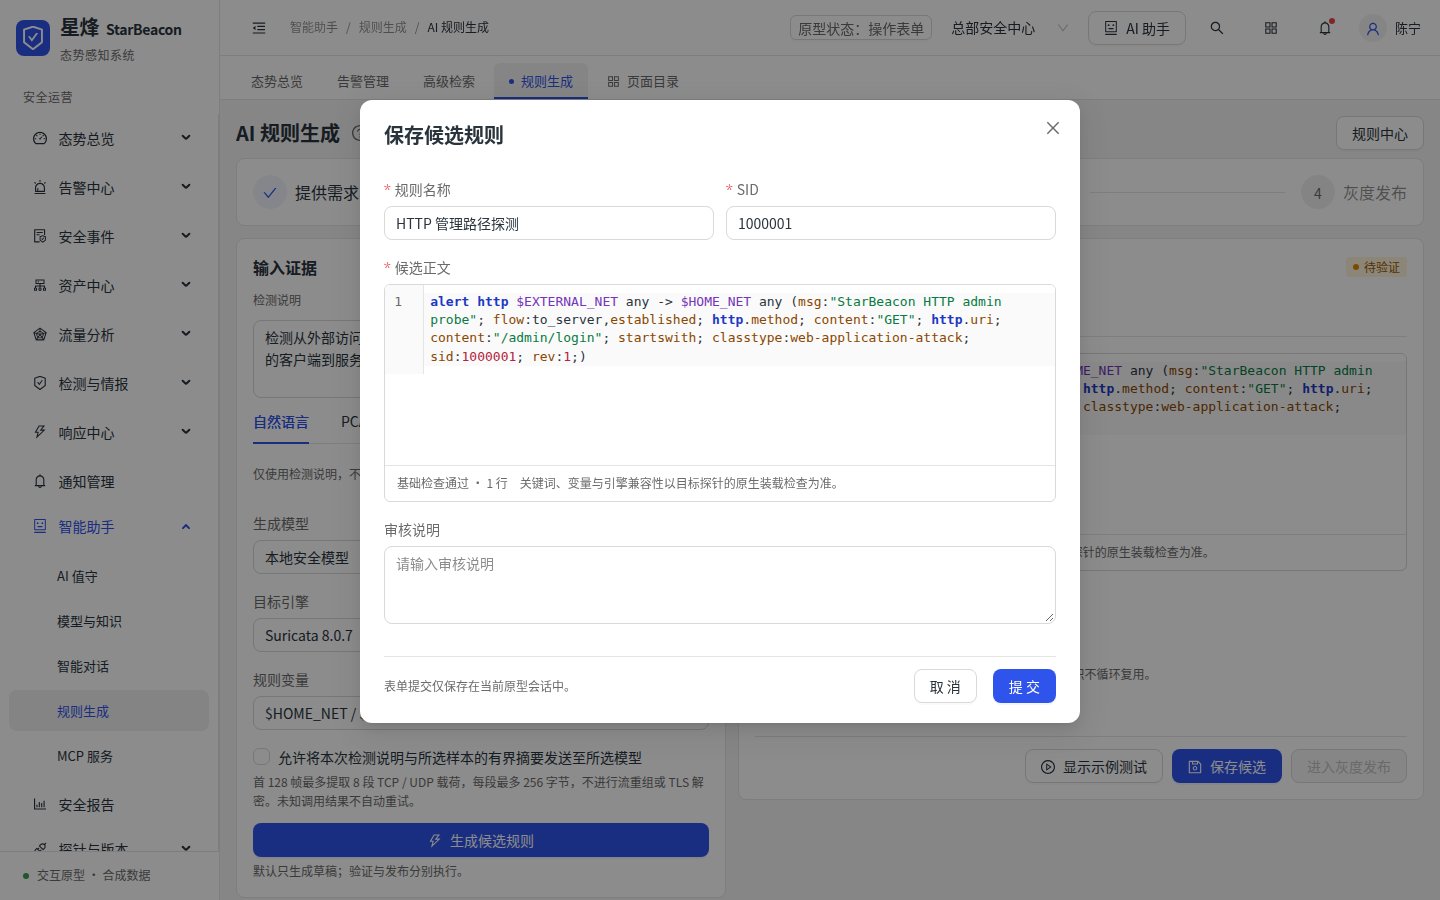 星烽 StarBeacon
态势感知系统
安全运营
态势总览
告警中心
安全事件
资产中心
流量分析
检测与情报
响应中心
通知管理
智能助手
AI 值守
模型与知识
智能对话
规则生成
MCP 服务
安全报告
探针与版本
交互原型 · 合成数据
智能助手 / 规则生成 / AI 规则生成
原型状态：操作表单
总部安全中心
AI 助手
陈宁
态势总览
告警管理
高级检索
规则生成
页面目录
AI 规则生成
规则中心
提供需求
4 灰度发布
输入证据
检测说明
检测从外部访问
的客户端到服务
自然语言
仅使用检测说明，不
生成模型
本地安全模型
目标引擎
Suricata 8.0.7
规则变量
$HOME_NET /
允许将本次检测说明与所选样本的有界摘要发送至所选模型
首 128 帧最多提取 8 段 TCP / UDP 载荷，每段最多 256 字节，不进行流重组或 TLS 解
密。未知调用结果不自动重试。
生成候选规则
默认只生成草稿；验证与发布分别执行。
待验证
ME_NET any (msg:"StarBeacon HTTP admin
http.method; content:"GET"; http.uri;
classtype:web-application-attack;
探针的原生装载检查为准。
不循环复用。
显示示例测试
保存候选
进入灰度发布
保存候选规则
* 规则名称
HTTP 管理路径探测
* SID
1000001
* 候选正文
1
alert http $EXTERNAL_NET any -> $HOME_NET any (msg:"StarBeacon HTTP admin
probe"; flow:to_server,established; http.method; content:"GET"; http.uri;
content:"/admin/login"; startswith; classtype:web-application-attack;
sid:1000001; rev:1;)
基础检查通过 · 1 行 关键词、变量与引擎兼容性以目标探针的原生装载检查为准。
审核说明
请输入审核说明
表单提交仅保存在当前原型会话中。
取 消
提 交